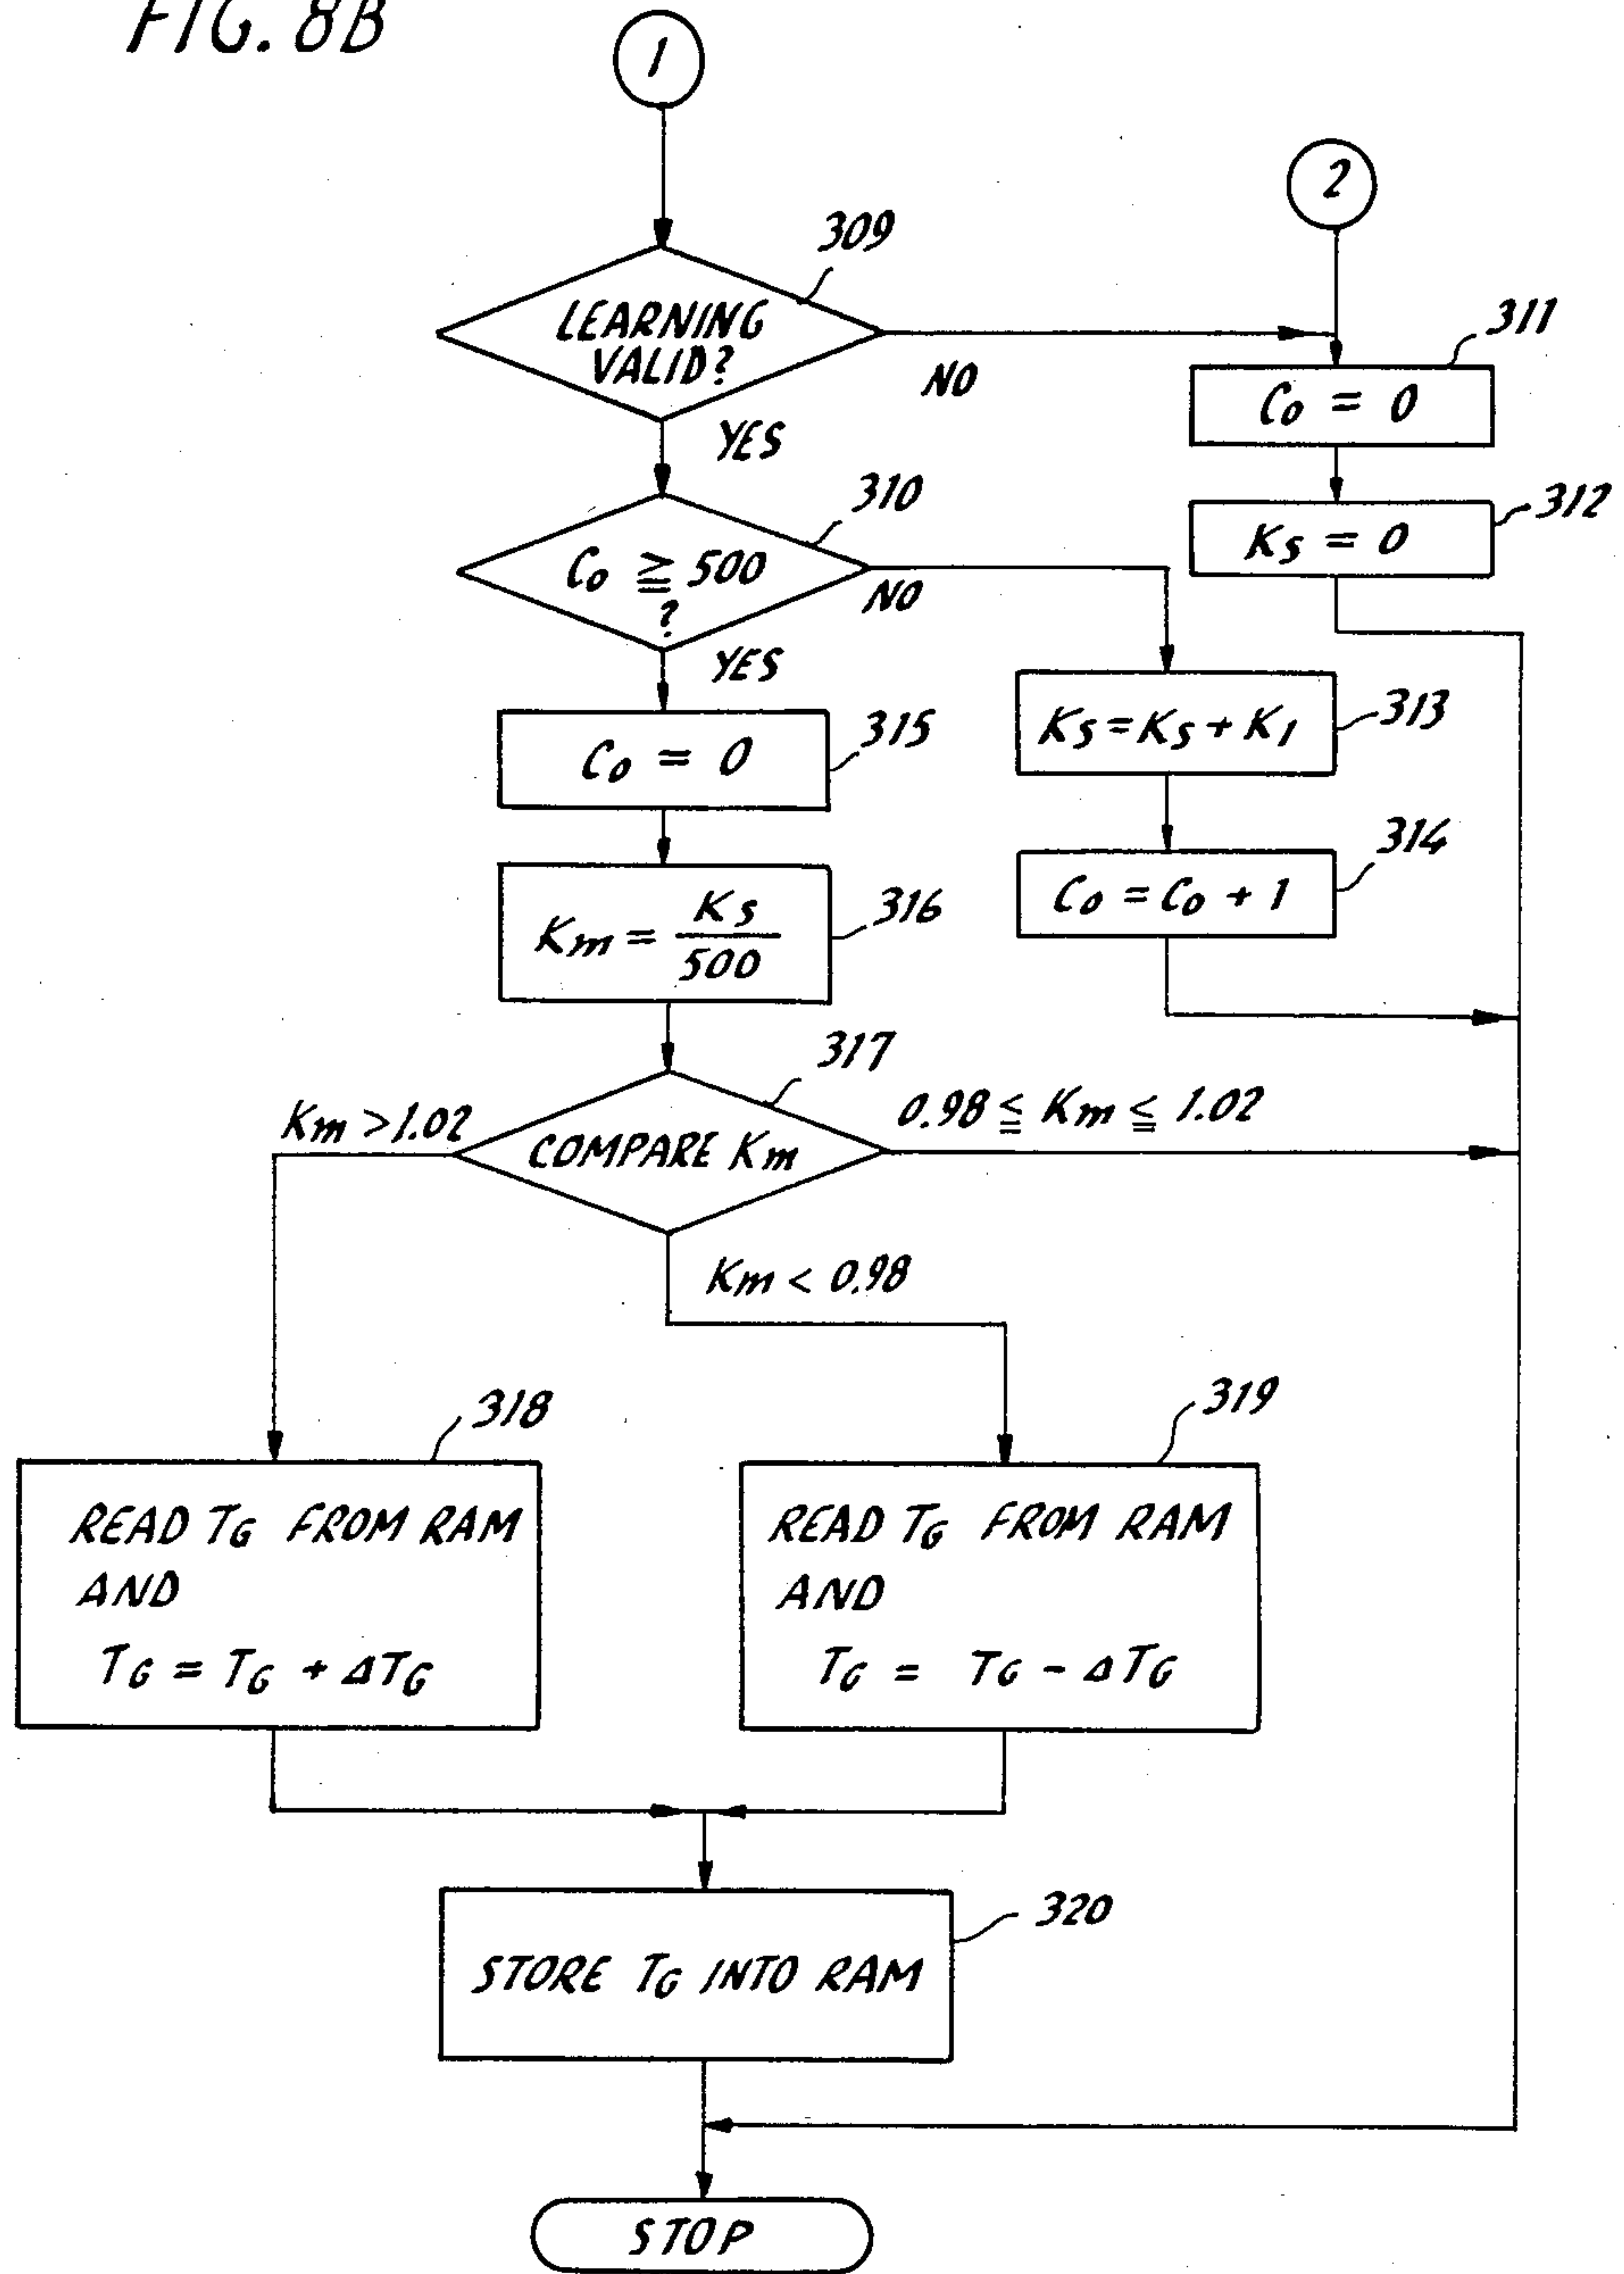 FIG. 8B
1
2
309
LEARNING
VALID?
NO
YES
311
C0 = 0
310
C0 ≧ 500
?
NO
YES
312
KS = 0
315
C0 = 0
KS = KS + K1
313
316
Km = KS
500
314
C0 = C0 + 1
317
Km > 1.02
COMPARE Km
0.98 ≦ Km ≦ 1.02
Km < 0.98
318
READ TG FROM RAM
AND
TG = TG + ΔTG
319
READ TG FROM RAM
AND
TG = TG - ΔTG
320
STORE TG INTO RAM
STOP